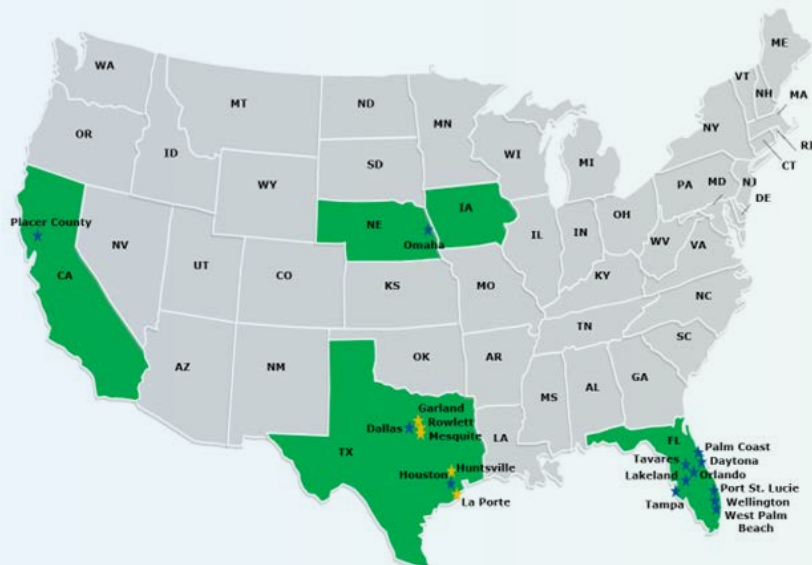 WA
MT
ND
MN
VT
ME
NH
MA
OR
ID
SD
WI
MI
NY
CT
WY
PA
MD
NJ
DE
Placer County
NV
NE
IA
Omaha
IL
IN
OH
WV
VA
CA
UT
CO
KS
MO
KY
NC
TN
SC
AZ
NM
OK
AR
MS
AL
GA
TX
Garland
Rowlett
Dallas
Mesquite
LA
Huntsville
Houston
La Porte
FL
Palm Coast
Tavares
Daytona
Lakeland
Orlando
Port St. Lucie
Tampa
Wellington
West Palm
Beach